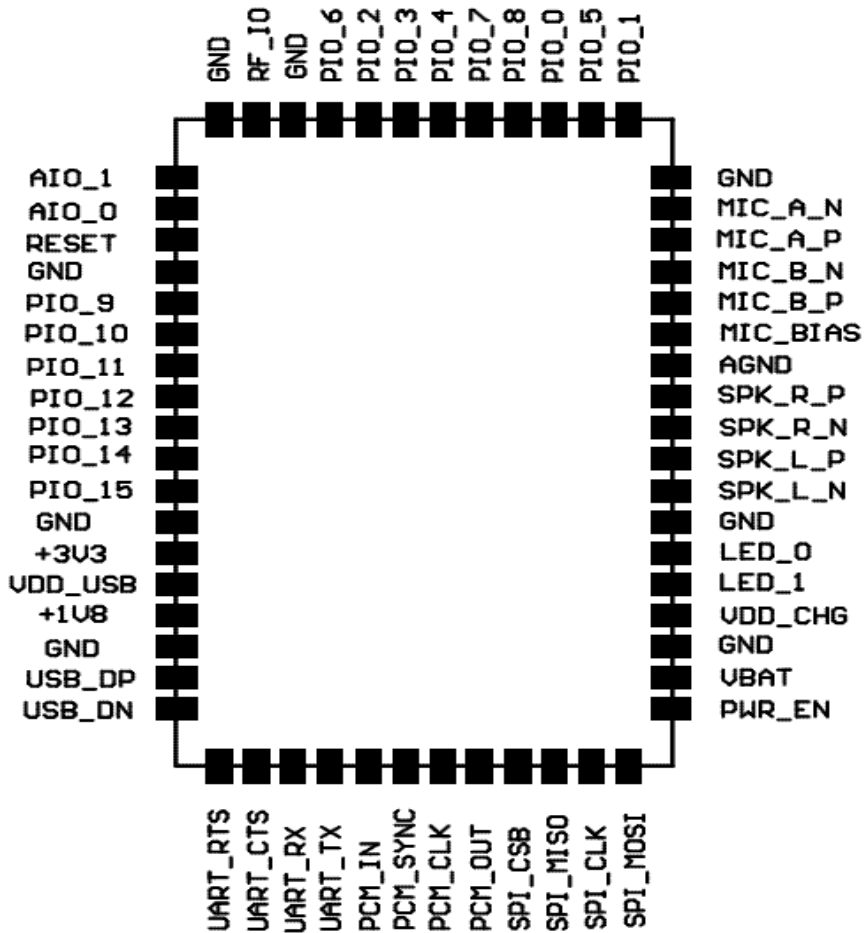 GND
RF_IO
GND
PIO_6
PIO_2
PIO_3
PIO_4
PIO_7
PIO_8
PIO_0
PIO_5
PIO_1
AIO_1
AIO_0
RESET
GND
PIO_9
PIO_10
PIO_11
PIO_12
PIO_13
PIO_14
PIO_15
GND
+3V3
VDD_USB
+1V8
GND
USB_DP
USB_DN
GND
MIC_A_N
MIC_A_P
MIC_B_N
MIC_B_P
MIC_BIAS
AGND
SPK_R_P
SPK_R_N
SPK_L_P
SPK_L_N
GND
LED_0
LED_1
VDD_CHG
GND
VBAT
PWR_EN
UART_RTS
UART_CTS
UART_RX
UART_TX
PCM_IN
PCM_SYNC
PCM_CLK
PCM_OUT
SPI_CSB
SPI_MISO
SPI_CLK
SPI_MOSI